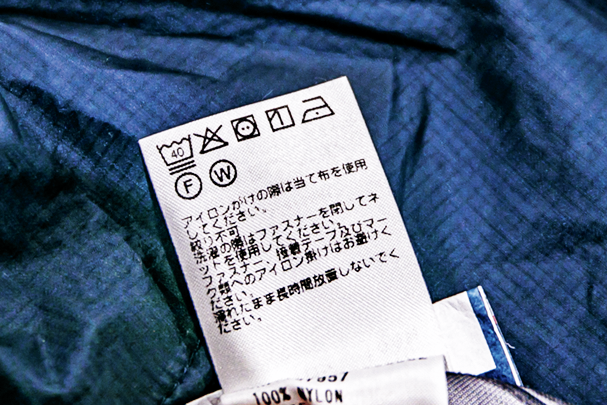 40
F W
アイロンがけの際は当て布を使用
してください。
絞り不可
洗濯の際はファスナーを閉じてネ
ットを使用してください。
ファスナー、接着テープ及びマー
ク類へのアイロン掛けはお避けく
ださい。
濡れたまま長時間放置しないでく
ださい。
7957
100% NYLON